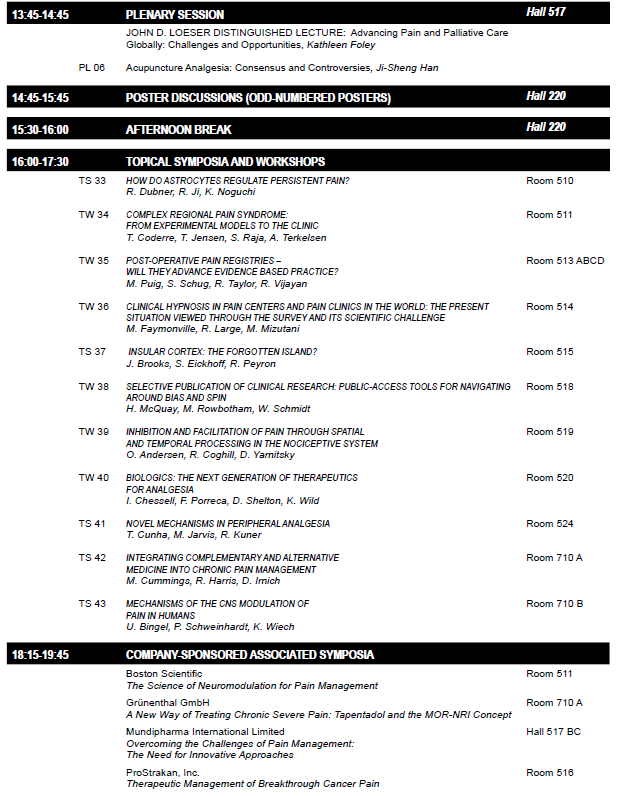 13:45-14:45 PLENARY SESSION Hall 517
JOHN D. LOESER DISTINGUISHED LECTURE: Advancing Pain and Palliative Care
Globally: Challenges and Opportunities, Kathleen Foley
PL 06 Acupuncture Analgesia: Consensus and Controversies, Ji-Sheng Han
14:45-15:45 POSTER DISCUSSIONS (ODD-NUMBERED POSTERS) Hall 220
15:30-16:00 AFTERNOON BREAK Hall 220
16:00-17:30 TOPICAL SYMPOSIA AND WORKSHOPS
TS 33 HOW DO ASTROCYTES REGULATE PERSISTENT PAIN? Room 510
R. Dubner, R. Ji, K. Noguchi
TW 34 COMPLEX REGIONAL PAIN SYNDROME: Room 511
FROM EXPERIMENTAL MODELS TO THE CLINIC
T. Coderre, T. Jensen, S. Raja, A. Terkelsen
TW 35 POST-OPERATIVE PAIN REGISTRIES – Room 513 ABCD
WILL THEY ADVANCE EVIDENCE BASED PRACTICE?
M. Puig, S. Schug, R. Taylor, R. Vijayan
TW 36 CLINICAL HYPNOSIS IN PAIN CENTERS AND PAIN CLINICS IN THE WORLD: THE PRESENT Room 514
SITUATION VIEWED THROUGH THE SURVEY AND ITS SCIENTIFIC CHALLENGE
M. Faymonville, R. Large, M. Mizutani
TS 37 INSULAR CORTEX: THE FORGOTTEN ISLAND? Room 515
J. Brooks, S. Eickhoff, R. Peyron
TW 38 SELECTIVE PUBLICATION OF CLINICAL RESEARCH: PUBLIC-ACCESS TOOLS FOR NAVIGATING Room 518
AROUND BIAS AND SPIN
H. McQuay, M. Rowbotham, W. Schmidt
TW 39 INHIBITION AND FACILITATION OF PAIN THROUGH SPATIAL Room 519
AND TEMPORAL PROCESSING IN THE NOCICEPTIVE SYSTEM
O. Andersen, R. Coghill, D. Yarnitsky
TW 40 BIOLOGICS: THE NEXT GENERATION OF THERAPEUTICS Room 520
FOR ANALGESIA
I. Chessell, F. Porreca, D. Shelton, K. Wild
TS 41 NOVEL MECHANISMS IN PERIPHERAL ANALGESIA Room 524
T. Cunha, M. Jarvis, R. Kuner
TS 42 INTEGRATING COMPLEMENTARY AND ALTERNATIVE Room 710 A
MEDICINE INTO CHRONIC PAIN MANAGEMENT
M. Cummings, R. Harris, D. Irnich
TS 43 MECHANISMS OF THE CNS MODULATION OF Room 710 B
PAIN IN HUMANS
U. Bingel, P. Schweinhardt, K. Wiech
18:15-19:45 COMPANY-SPONSORED ASSOCIATED SYMPOSIA
Boston Scientific Room 511
The Science of Neuromodulation for Pain Management
Grünenthal GmbH Room 710 A
A New Way of Treating Chronic Severe Pain: Tapentadol and the MOR-NRI Concept
Mundipharma International Limited Hall 517 BC
Overcoming the Challenges of Pain Management:
The Need for Innovative Approaches
ProStrakan, Inc. Room 516
Therapeutic Management of Breakthrough Cancer Pain